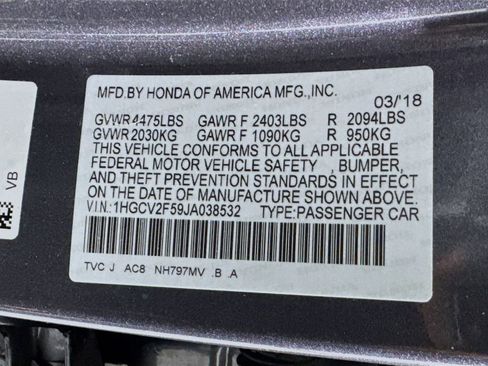 MFD.BY HONDA OF AMERICA MFG.,INC.
03/'18
GVWR 4475LBS GAWR F 2403LBS R 2094LBS
GVWR 2030KG GAWR F 1090KG R 950KG
THIS VEHICLE CONFORMS TO ALL APPLICABLE
FEDERAL MOTOR VEHICLE SAFETY , BUMPER,
AND THEFT PREVENTION STANDARDS IN EFFECT
ON THE DATE OF MANUFACTURE SHOWN ABOVE.
V I N.:1HGCV2F59JA038532 TYPE:PASSENGER CAR
TVC J AC8 NH797MV .B .A
VB